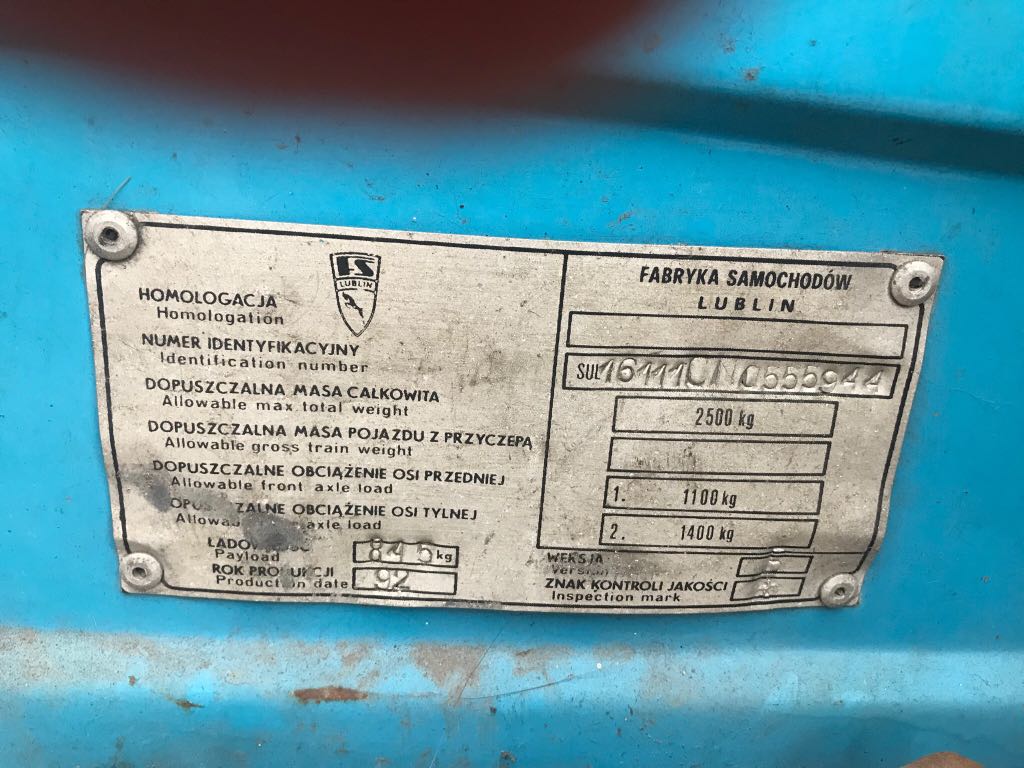 FS
LUBLIN
HOMOLOGACJA
Homologation
NUMER IDENTYFIKACYJNY
Identification number
DOPUSZCZALNA MASA CAŁKOWITA
Allowable max total weight
DOPUSZCZALNA MASA POJAZDU Z PRZYCZEPĄ
Allowable gross train weight
DOPUSZCZALNE OBCIĄŻENIE OSI PRZEDNIEJ
Allowable front axle load
OBCIĄŻENIE OSI TYLNEJ
axle load
Payload
845 kg
ROK
Production date
92
FABRYKA SAMOCHODÓW
LUBLIN
SUL 16111CN0555944
2500 kg
1. 1100 kg
2. 1400 kg
WERSJA
Version
ZNAK KONTROLI JAKOŚCI
Inspection mark